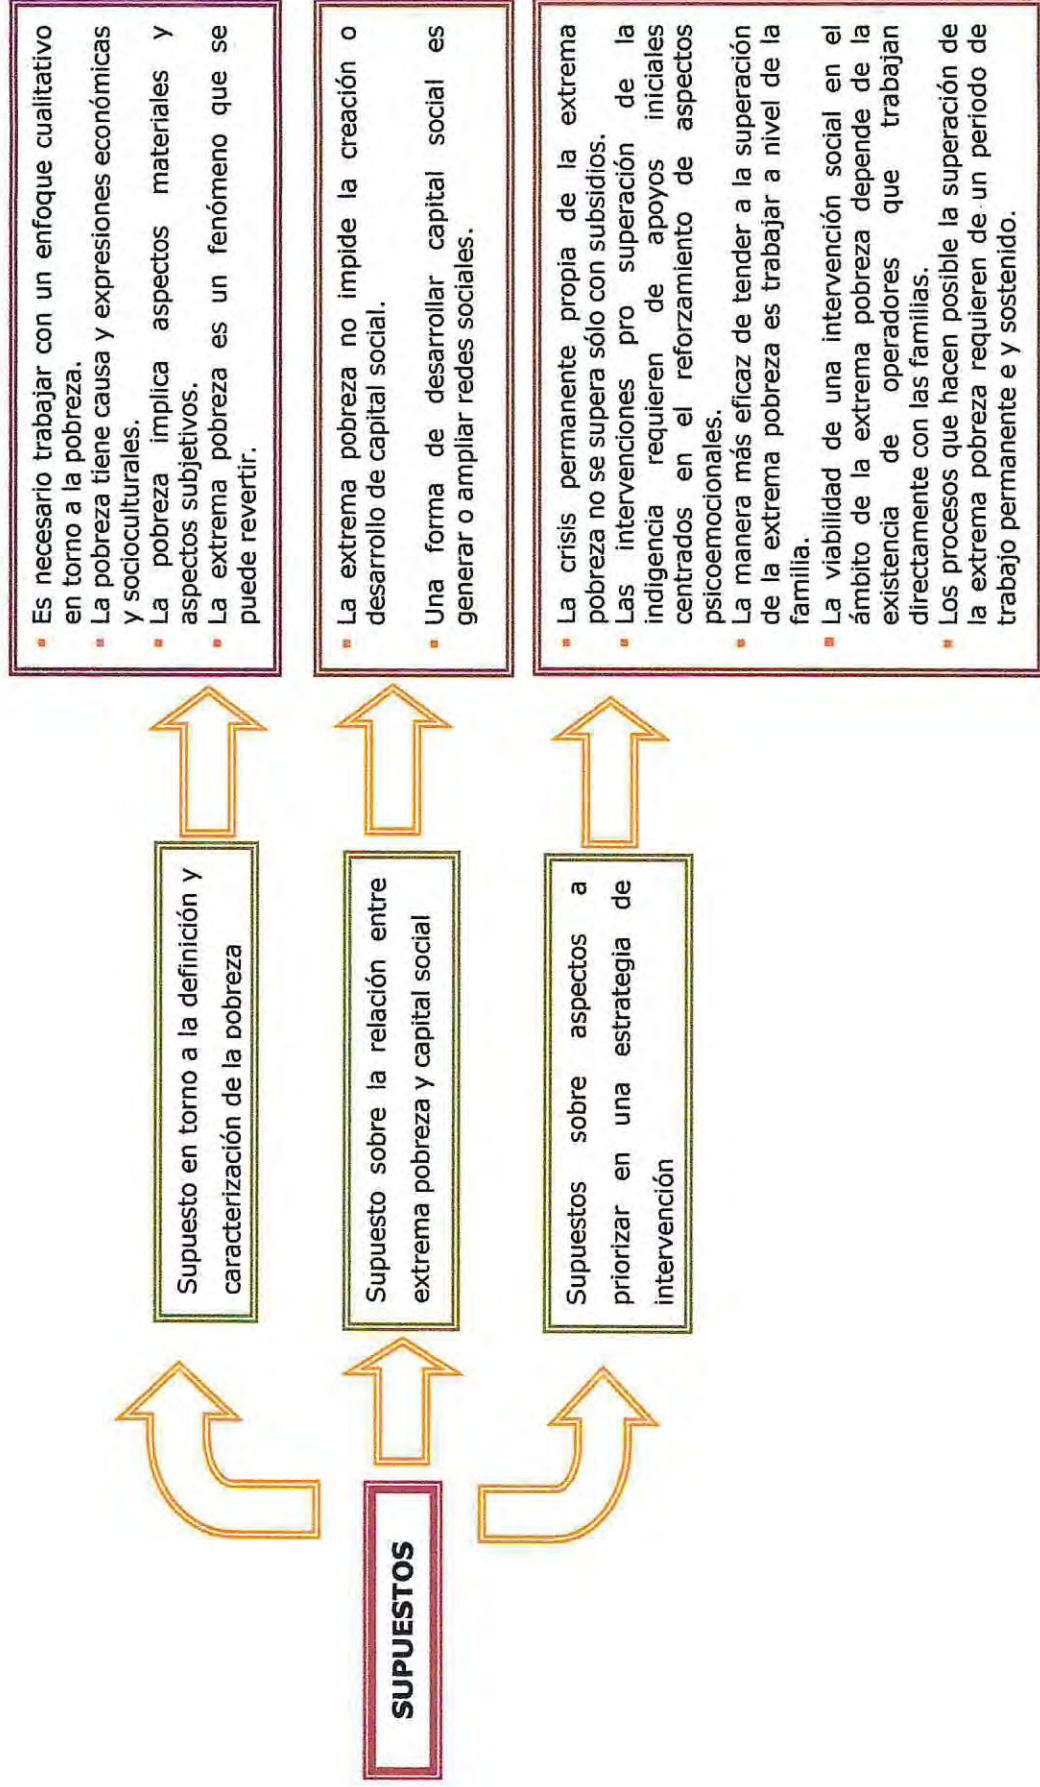 SUPUESTOS
Supuesto en torno a la definición y
caracterización de la pobreza
▪ Es necesario trabajar con un enfoque cualitativo
en torno a la pobreza.
▪ La pobreza tiene causa y expresiones económicas
y socioculturales.
▪ La pobreza implica aspectos materiales y
aspectos subjetivos.
▪ La extrema pobreza es un fenómeno que se
puede revertir.
Supuesto sobre la relación entre
extrema pobreza y capital social
▪ La extrema pobreza no impide la creación o
desarrollo de capital social.
▪ Una forma de desarrollar capital social es
generar o ampliar redes sociales.
Supuestos sobre aspectos a
priorizar en una estrategia de
intervención
▪ La crisis permanente propia de la extrema
pobreza no se supera sólo con subsidios.
▪ Las intervenciones pro superación de la
indigencia requieren de apoyos iniciales
centrados en el reforzamiento de aspectos
psicoemocionales.
▪ La manera más eficaz de tender a la superación
de la extrema pobreza es trabajar a nivel de la
familia.
▪ La viabilidad de una intervención social en el
ámbito de la extrema pobreza depende de la
existencia de operadores que trabajan
directamente con las familias.
▪ Los procesos que hacen posible la superación de
la extrema pobreza requieren de un periodo de
trabajo permanente e y sostenido.